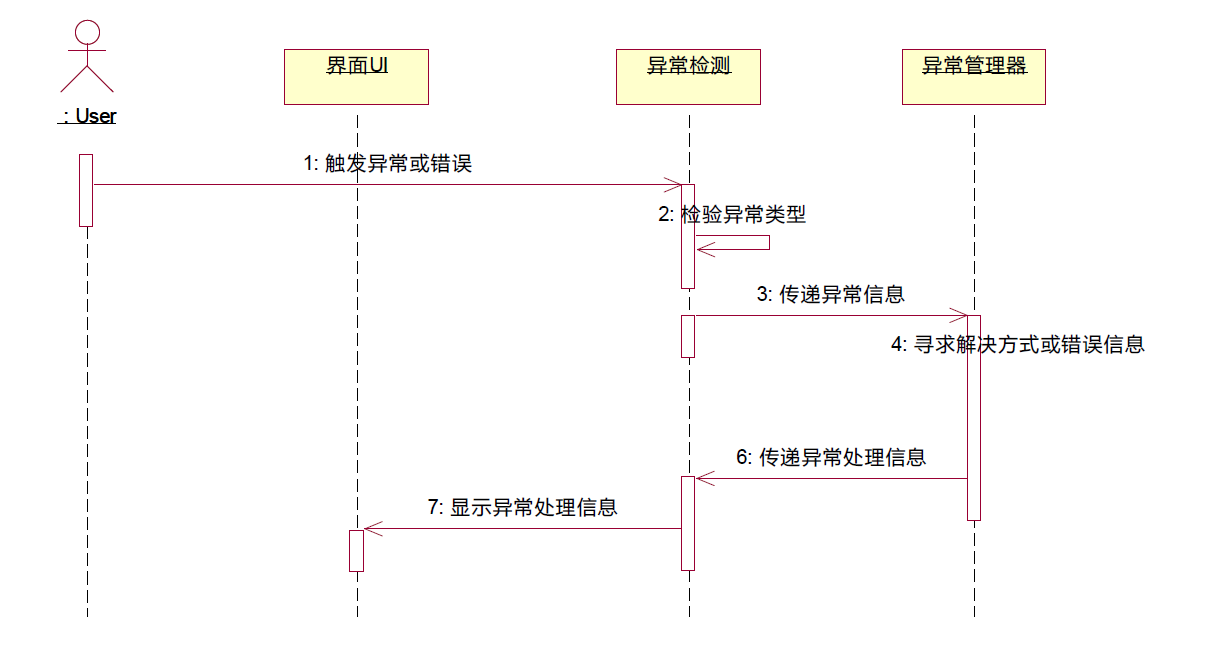 : User
界面UI
异常检测
异常管理器
1: 触发异常或错误
2: 检验异常类型
3: 传递异常信息
4: 寻求解决方式或错误信息
6: 传递异常处理信息
7: 显示异常处理信息